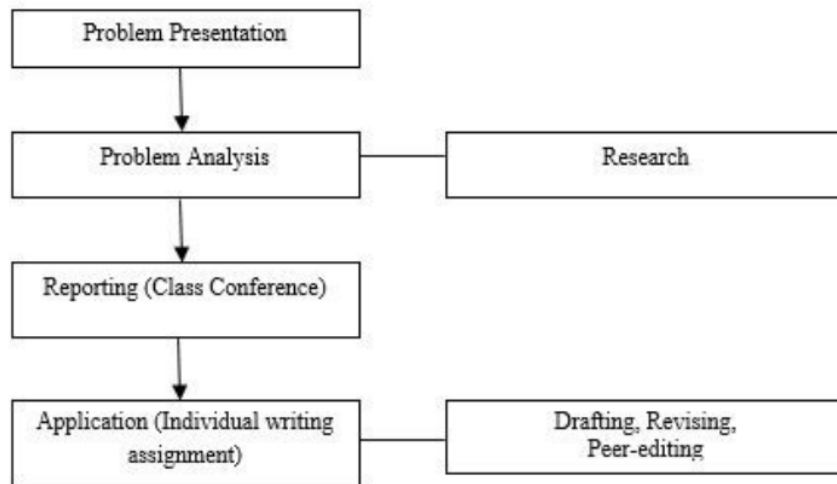 Problem Presentation
Problem Analysis
Research
Reporting (Class Conference)
Application (Individual writing
assignment)
Drafting, Revising,
Peer-editing